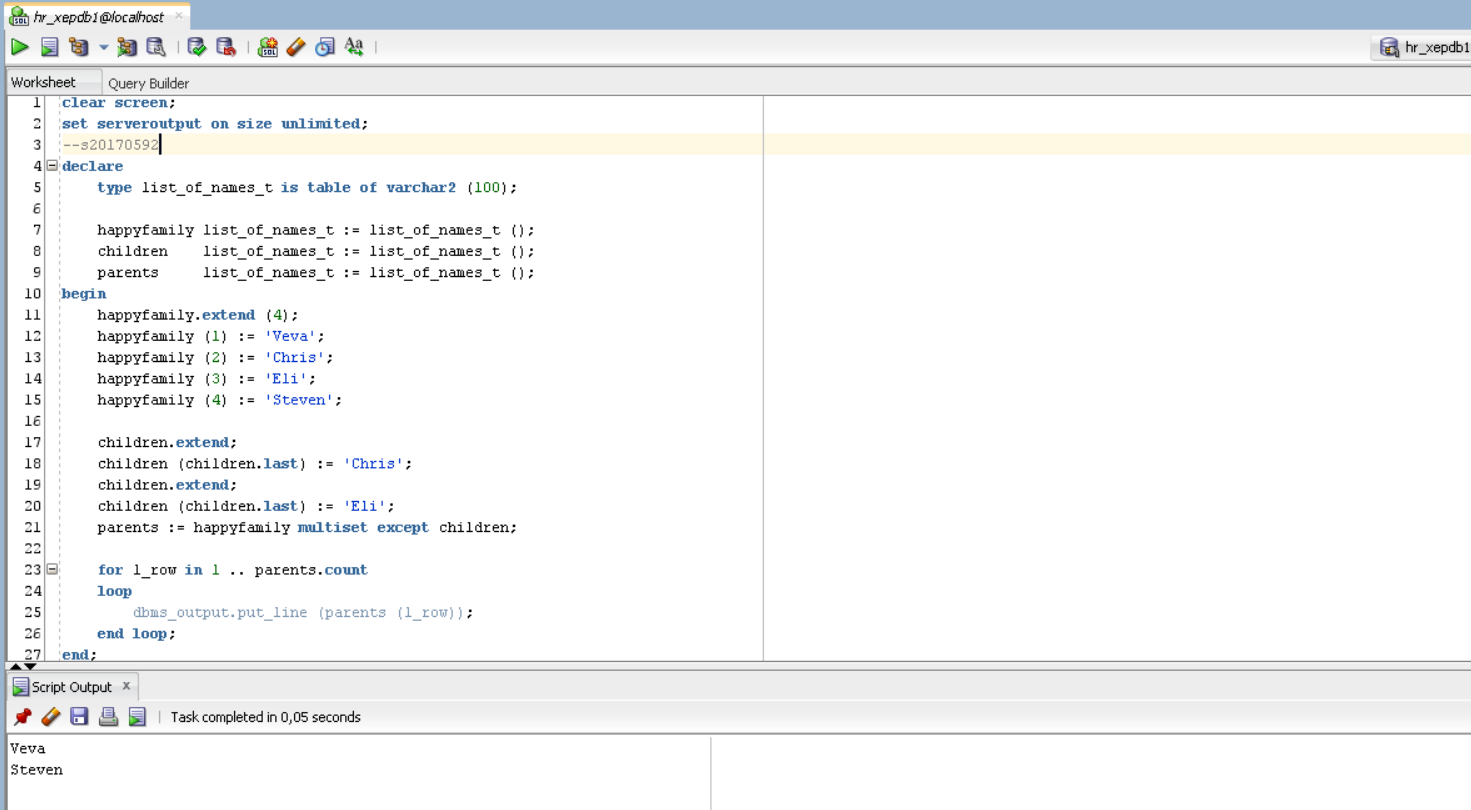 hr_xepdb1@localhost
hr_xepdb1
Worksheet Query Builder
1 clear screen;
2 set serveroutput on size unlimited;
3 --s20170592
4 declare
5 type list_of_names_t is table of varchar2 (100);
6
7 happyfamily list_of_names_t := list_of_names_t ();
8 children list_of_names_t := list_of_names_t ();
9 parents list_of_names_t := list_of_names_t ();
10 begin
11 happyfamily.extend (4);
12 happyfamily (1) := 'Veva';
13 happyfamily (2) := 'Chris';
14 happyfamily (3) := 'Eli';
15 happyfamily (4) := 'Steven';
16
17 children.extend;
18 children (children.last) := 'Chris';
19 children.extend;
20 children (children.last) := 'Eli';
21 parents := happyfamily multiset except children;
22
23 for l_row in 1 .. parents.count
24 loop
25 dbms_output.put_line (parents (l_row));
26 end loop;
27 end;
Script Output x
Task completed in 0,05 seconds
Veva
Steven